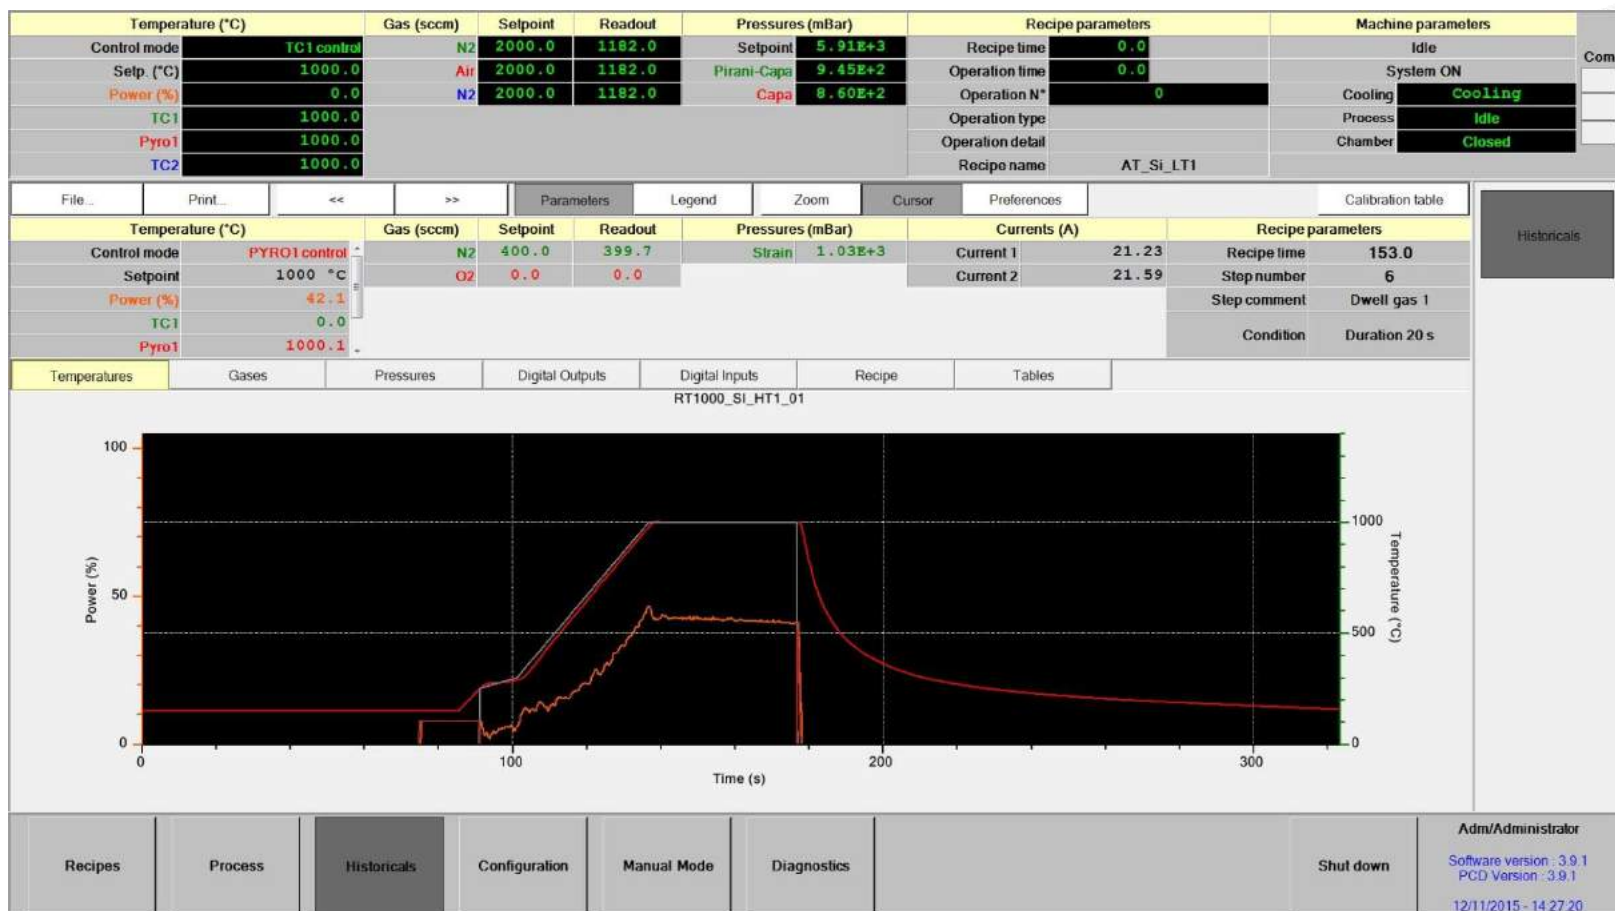 Temperature (°C) Gas (sccm) Setpoint Readout Pressures (mBar) Recipe parameters Machine parameters
Control mode TC1 control N2 2000.0 1182.0 Setpoint 5.91E+3 Recipe time 0.0 Idle
Com
Setp. (°C) 1000.0 Air 2000.0 1182.0 Pirani-Capa 9.45E+2 Operation time 0.0 System ON
Power (%) 0.0 N2 2000.0 1182.0 Capa 8.60E+2 Operation N° 0 Cooling Cooling
TC1 1000.0 Operation type Process Idle
Pyro1 1000.0 Operation detail Chamber Closed
TC2 1000.0 Recipe name AT_Si_LT1
File... Print... << >> Parameters Legend Zoom Cursor Preferences Calibration table
Temperature (°C) Gas (sccm) Setpoint Readout Pressures (mBar) Currents (A) Recipe parameters
Historicals
Control mode PYRO1 control N2 400.0 399.7 Strain 1.03E+3 Current 1 21.23 Recipe time 153.0
Setpoint 1000 °C O2 0.0 0.0 Current 2 21.59 Step number 6
Power (%) 42.1 Step comment Dwell gas 1
TC1 0.0
Condition Duration 20 s
Pyro1 1000.1
Temperatures Gases Pressures Digital Outputs Digital Inputs Recipe Tables
RT1000_SI_HT1_01
100
1000
Power (%)
50
Temperature (°C)
500
0
0
0 100 200 300
Time (s)
Recipes Process Historicals Configuration Manual Mode Diagnostics Shut down
Adm/Administrator
Software version : 3.9.1
PCD Version : 3.9.1
12/11/2015 - 14:27:20